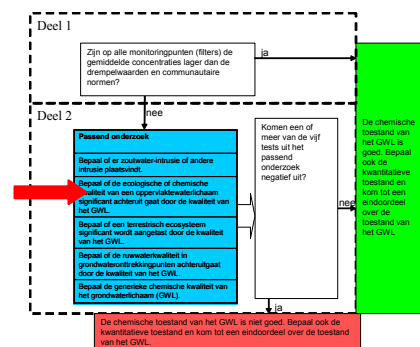 Deel 1
Zijn op alle monitoringpunten (filters) de
gemiddelde concentraties lager dan de
drempelwaarden en communautaire
normen?
ja
nee
Deel 2
Passend onderzoek
Bepaal of er zoutwater-intrusie of andere
intrusie plaatsvindt.
Bepaal of de ecologische of chemische
kwaliteit van een oppervlaktewaterlichaam
significant achteruit gaat door de kwaliteit van
het GWL.
Bepaal of een terrestrisch ecosysteem
significant wordt aangetast door de kwaliteit
van het GWL.
Bepaal of de ruwwaterkwaliteit in
grondwateronttrekkingpunten achteruitgaat
door de kwaliteit van het GWL.
Bepaal de generieke chemische kwaliteit van
het grondwaterlichaam (GWL).
Komen een of
meer van de vijf
tests uit het
passend
onderzoek
negatief uit?
nee
ja
De chemische
toestand van
het GWL is
goed. Bepaal
ook de
kwantitatieve
toestand en
kom tot een
eindoordeel
over de
toestand van
het GWL
De chemische toestand van het GWL is niet goed. Bepaal ook de
kwantitatieve toestand en kom tot een eindoordeel over de toestand
van het GWL.